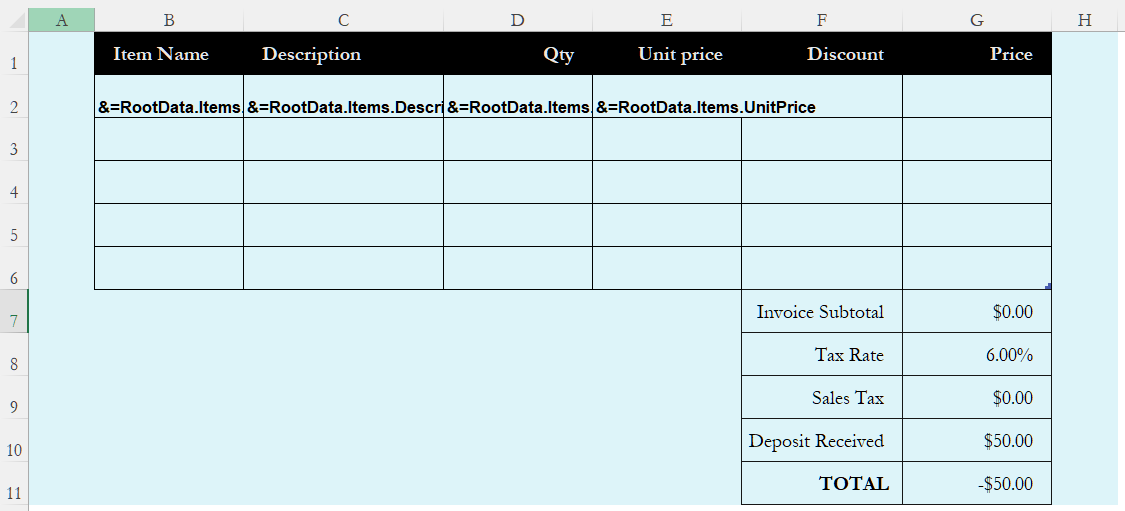 A B C D E F G H
1 Item Name Description Qty Unit price Discount Price
2 &=RootData.Items. &=RootData.Items.Descri &=RootData.Items. &=RootData.Items.UnitPrice
3
4
5
6
7 Invoice Subtotal $0.00
8 Tax Rate 6.00%
9 Sales Tax $0.00
10 Deposit Received $50.00
11 TOTAL -$50.00